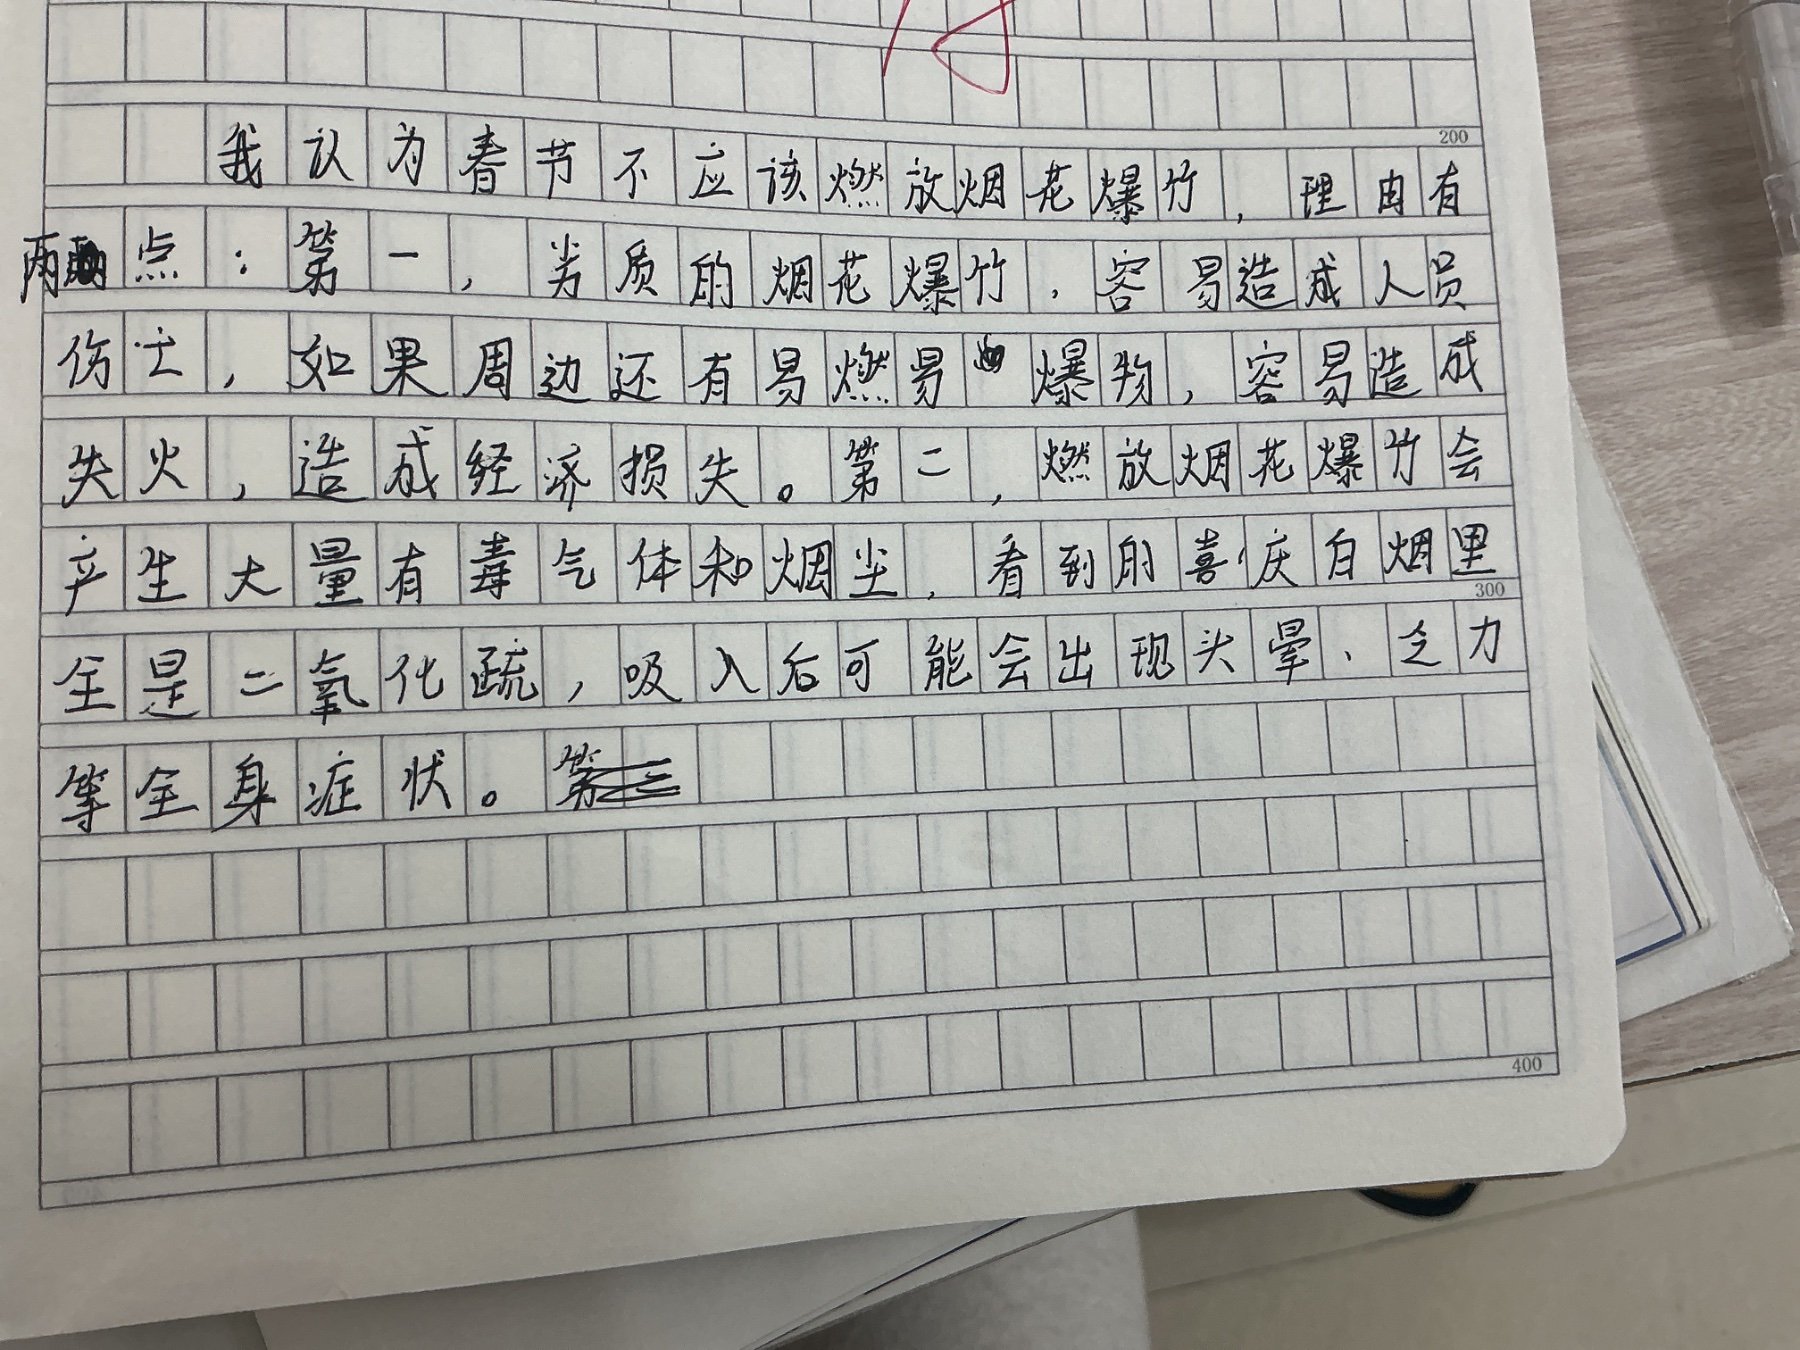 200
我认为春节不应该燃放烟花爆竹，理由有
两点：第一，劣质的烟花爆竹，容易造成人员
伤亡，如果周边还有易燃易爆物，容易造成
失火，造成经济损失。第二，燃放烟花爆竹会
产生大量有毒气体和烟尘，看到的喜庆白烟里
300
全是二氧化疏，吸入后可能会出现头晕、乏力
等全身症状。
400